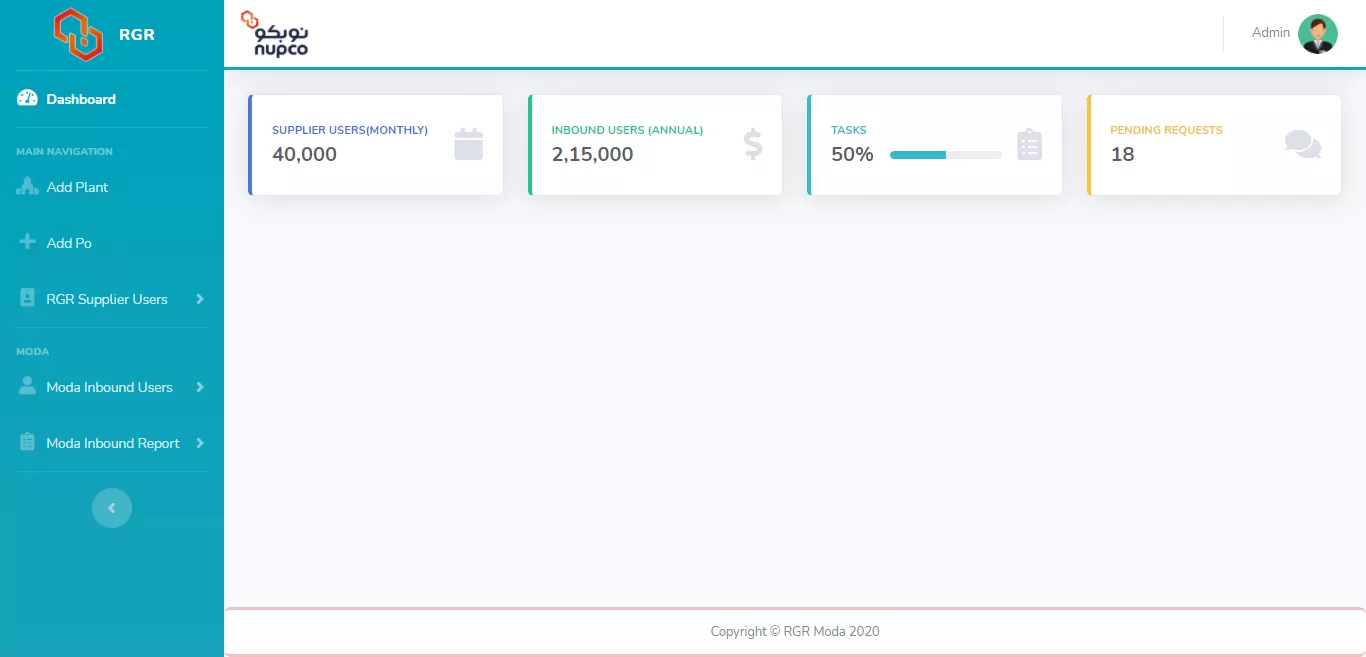 RGR
نوبكو
nupco
Admin
Dashboard
MAIN NAVIGATION
Add Plant
Add Po
RGR Supplier Users
MODA
Moda Inbound Users
Moda Inbound Report
SUPPLIER USERS(MONTHLY)
40,000
INBOUND USERS (ANNUAL)
2,15,000
TASKS
50%
PENDING REQUESTS
18
Copyright © RGR Moda 2020